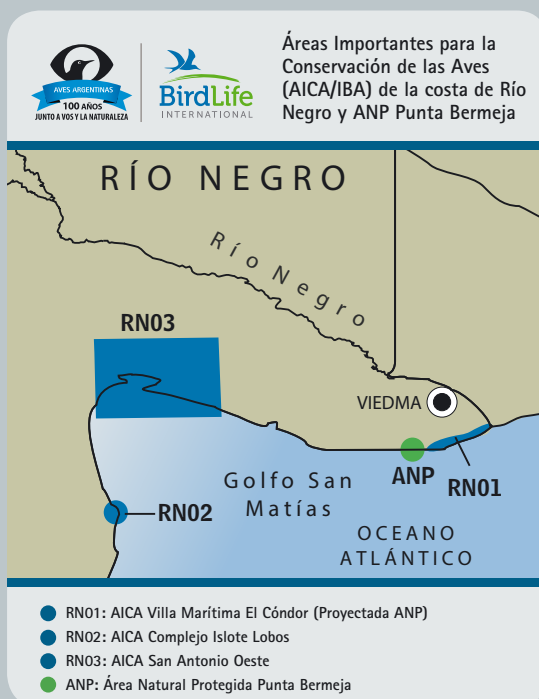 AVES ARGENTINAS
100 AÑOS
JUNTO A VOS Y LA NATURALEZA
BirdLife
INTERNATIONAL
Áreas Importantes para la
Conservación de las Aves
(AICA/IBA) de la costa de Río
Negro y ANP Punta Bermeja
RÍO NEGRO
Río Negro
RN03
VIEDMA
ANP
RN01
Golfo San
Matías
RN02
OCEANO
ATLÁNTICO
RN01: AICA Villa Marítima El Cóndor (Proyectada ANP)
RN02: AICA Complejo Islote Lobos
RN03: AICA San Antonio Oeste
ANP: Área Natural Protegida Punta Bermeja